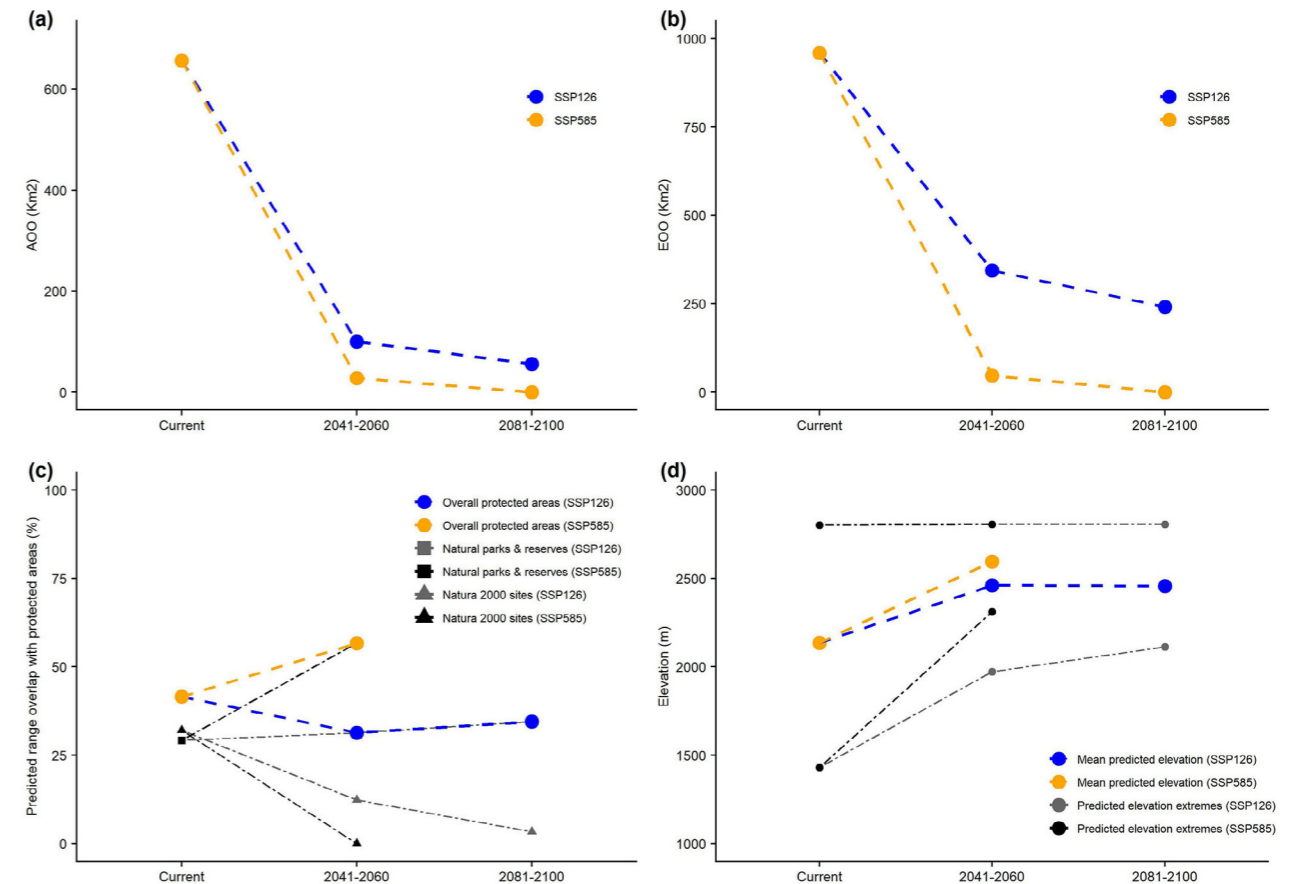 (a)
600
400
200
0
AOO (Km2)
Current
2041-2060
2081-2100
SSP126
SSP585
(b)
1000
750
500
250
0
EOO (Km2)
Current
2041-2060
2081-2100
SSP126
SSP585
(c)
100
75
50
25
0
Predicted range overlap with protected areas (%)
Current
2041-2060
2081-2100
Overall protected areas (SSP126)
Overall protected areas (SSP585)
Natural parks & reserves (SSP126)
Natural parks & reserves (SSP585)
Natura 2000 sites (SSP126)
Natura 2000 sites (SSP585)
(d)
3000
2500
2000
1500
1000
Elevation (m)
Current
2041-2060
2081-2100
Mean predicted elevation (SSP126)
Mean predicted elevation (SSP585)
Predicted elevation extremes (SSP126)
Predicted elevation extremes (SSP585)